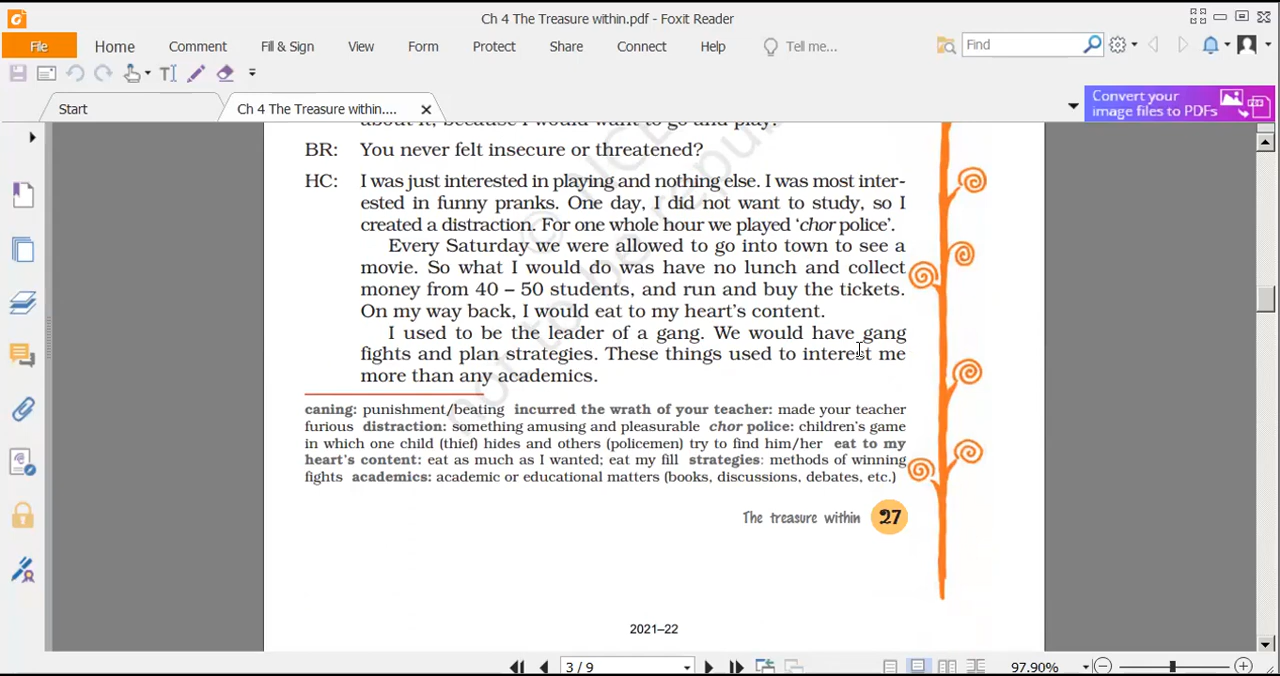 Ch 4 The Treasure within.pdf - Foxit Reader
File Home Comment Fill & Sign View Form Protect Share Connect Help Tell me... Find
Start Ch 4 The Treasure within.... Convert your
image files to PDFs
about it, because I would want to go and play.
BR: You never felt insecure or threatened?
HC: I was just interested in playing and nothing else. I was most inter-
ested in funny pranks. One day, I did not want to study, so I
created a distraction. For one whole hour we played ‘chor police’.
Every Saturday we were allowed to go into town to see a
movie. So what I would do was have no lunch and collect
money from 40 – 50 students, and run and buy the tickets.
On my way back, I would eat to my heart’s content.
I used to be the leader of a gang. We would have gang
fights and plan strategies. These things used to interest me
more than any academics.
caning: punishment/beating incurred the wrath of your teacher: made your teacher
furious distraction: something amusing and pleasurable chor police: children’s game
in which one child (thief) hides and others (policemen) try to find him/her eat to my
heart’s content: eat as much as I wanted; eat my fill strategies: methods of winning
fights academics: academic or educational matters (books, discussions, debates, etc.)
The treasure within 27
2021–22
3 / 9 97.90%